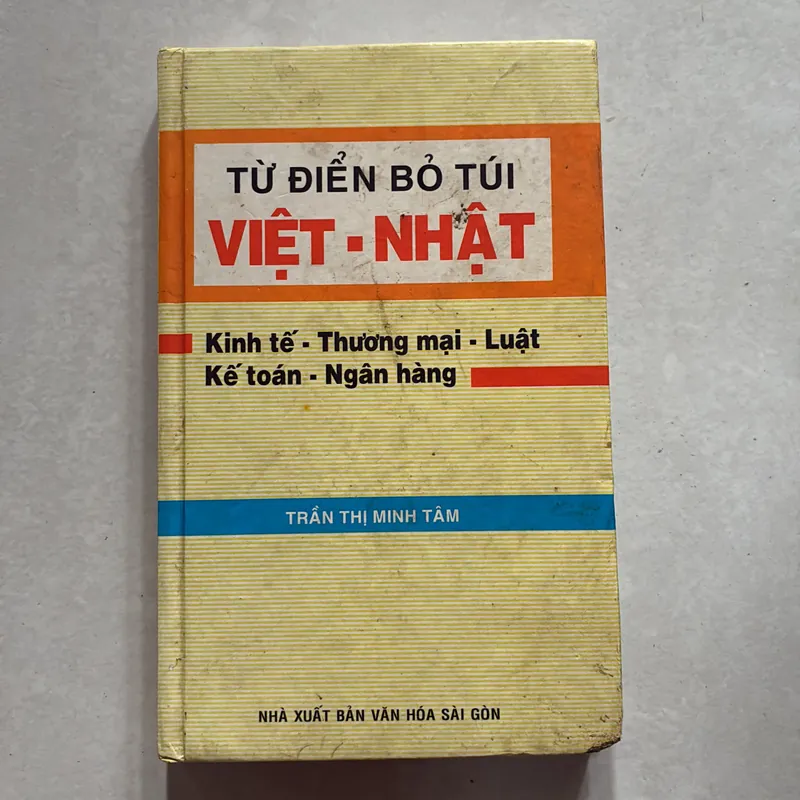 TỪ ĐIỂN BỎ TÚI
VIỆT - NHẬT
Kinh tế - Thương mại - Luật
Kế toán - Ngân hàng
TRẦN THỊ MINH TÂM
NHÀ XUẤT BẢN VĂN HÓA SÀI GÒN